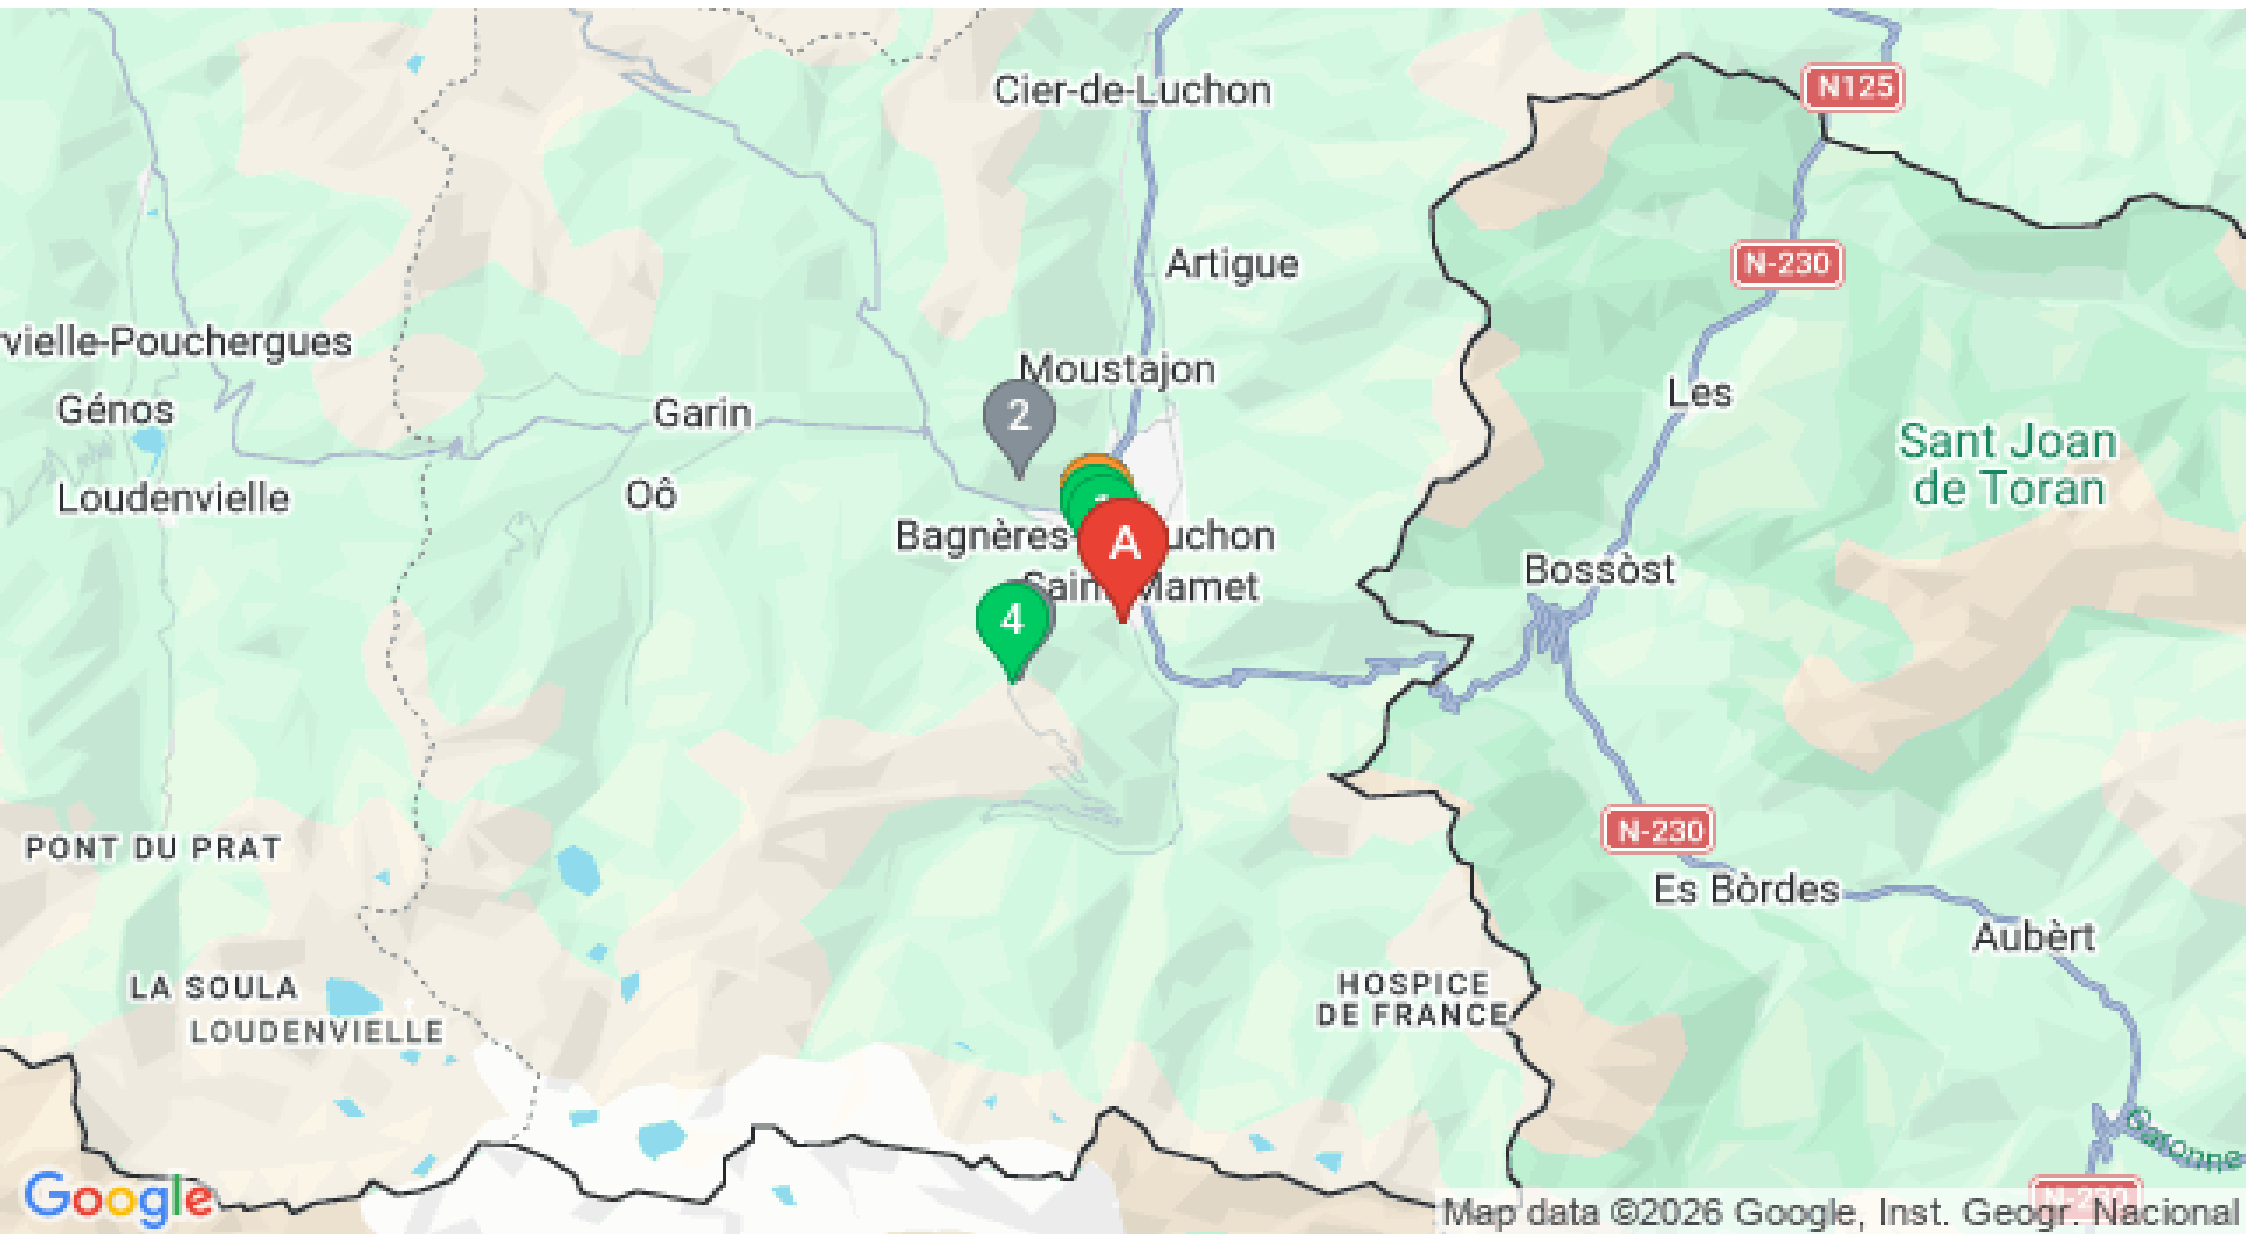 Cier-de-Luchon
N125
Artigue
N-230
vielle-Pouchergues
Moustajon
Génos
Garin
2
Les
Sant Joan
de Toran
Loudenvielle
Oô
Bagnères
uchon
A
Bossòst
4
Mamet
N-230
PONT DU PRAT
Es Bòrdes
Aubèrt
LA SOULA
LOUDENVIELLE
HOSPICE
DE FRANCE
Garonne
N-230
Google
Map data ©2026 Google, Inst. Geogr. Nacional